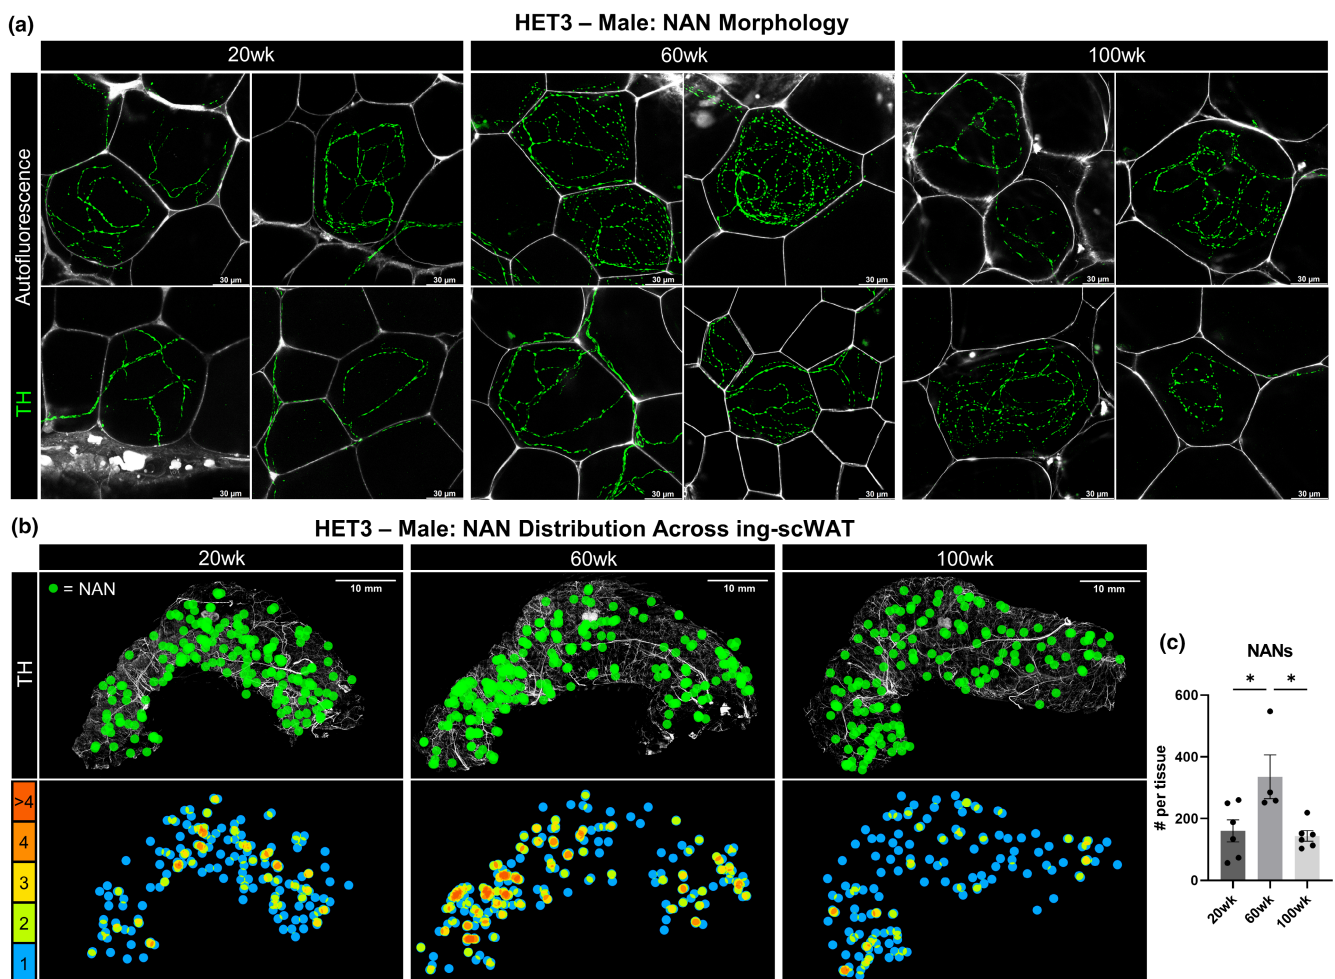 (a)
HET3 – Male: NAN Morphology
20wk
60wk
100wk
Autofluorescence
TH
30 µm
30 µm
30 µm
30 µm
30 µm
30 µm
30 µm
30 µm
30 µm
30 µm
30 µm
30 µm
(b)
HET3 – Male: NAN Distribution Across ing-scWAT
20wk
60wk
100wk
TH
= NAN
10 mm
10 mm
10 mm
>4
4
3
2
1
(c)
NANs
* *
# per tissue
600
400
200
0
20wk
60wk
100wk